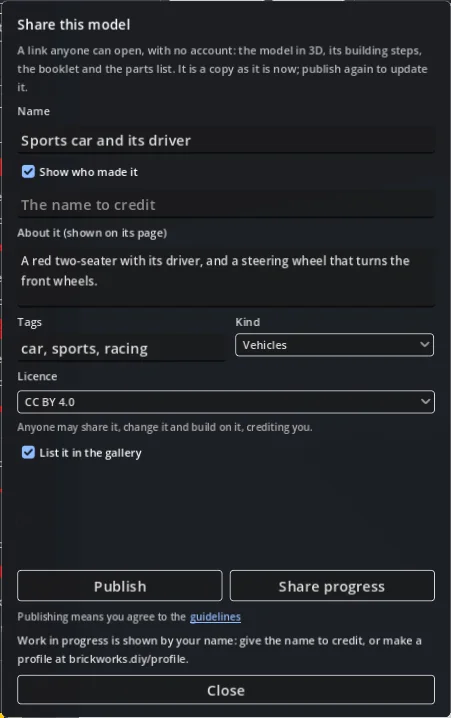 Share this model
A link anyone can open, with no account: the model in 3D, its building steps,
the booklet and the parts list. It is a copy as it is now; publish again to update
it.
Name
Sports car and its driver
Show who made it
The name to credit
About it (shown on its page)
A red two-seater with its driver, and a steering wheel that turns the
front wheels.
Tags
Kind
car, sports, racing
Vehicles
Licence
CC BY 4.0
Anyone may share it, change it and build on it, crediting you.
List it in the gallery
Publish
Share progress
Publishing means you agree to the guidelines
Work in progress is shown by your name: give the name to credit, or make a
profile at brickworks.diy/profile.
Close